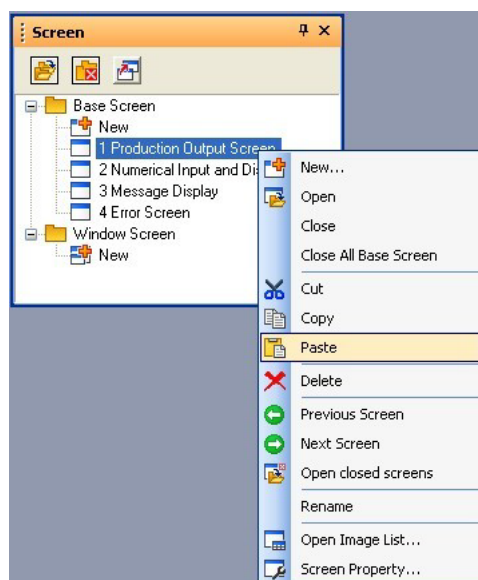 Screen
Base Screen
New
1 Production Output Screen
2 Numerical Input and Di
3 Message Display
4 Error Screen
Window Screen
New
New...
Open
Close
Close All Base Screen
Cut
Copy
Paste
Delete
Previous Screen
Next Screen
Open closed screens
Rename
Open Image List...
Screen Property...